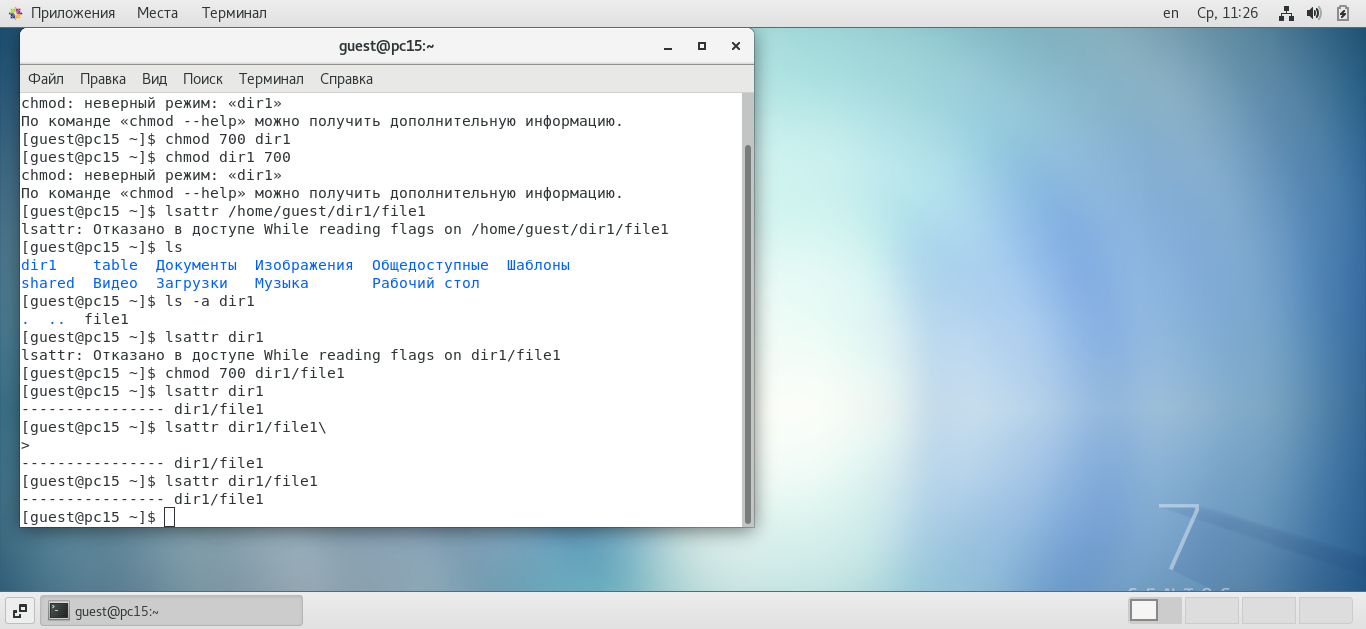 Приложения Места Терминал en Ср, 11:26
guest@pc15:~
Файл Правка Вид Поиск Терминал Справка
chmod: неверный режим: «dir1»
По команде «chmod --help» можно получить дополнительную информацию.
[guest@pc15 ~]$ chmod 700 dir1
[guest@pc15 ~]$ chmod dir1 700
chmod: неверный режим: «dir1»
По команде «chmod --help» можно получить дополнительную информацию.
[guest@pc15 ~]$ lsattr /home/guest/dir1/file1
lsattr: Отказано в доступе While reading flags on /home/guest/dir1/file1
[guest@pc15 ~]$ ls
dir1 table Документы Изображения Общедоступные Шаблоны
shared Видео Загрузки Музыка Рабочий стол
[guest@pc15 ~]$ ls -a dir1
. .. file1
[guest@pc15 ~]$ lsattr dir1
lsattr: Отказано в доступе While reading flags on dir1/file1
[guest@pc15 ~]$ chmod 700 dir1/file1
[guest@pc15 ~]$ lsattr dir1
---------------- dir1/file1
[guest@pc15 ~]$ lsattr dir1/file1\
>
---------------- dir1/file1
[guest@pc15 ~]$ lsattr dir1/file1
---------------- dir1/file1
[guest@pc15 ~]$
7
CENTOS
guest@pc15:~